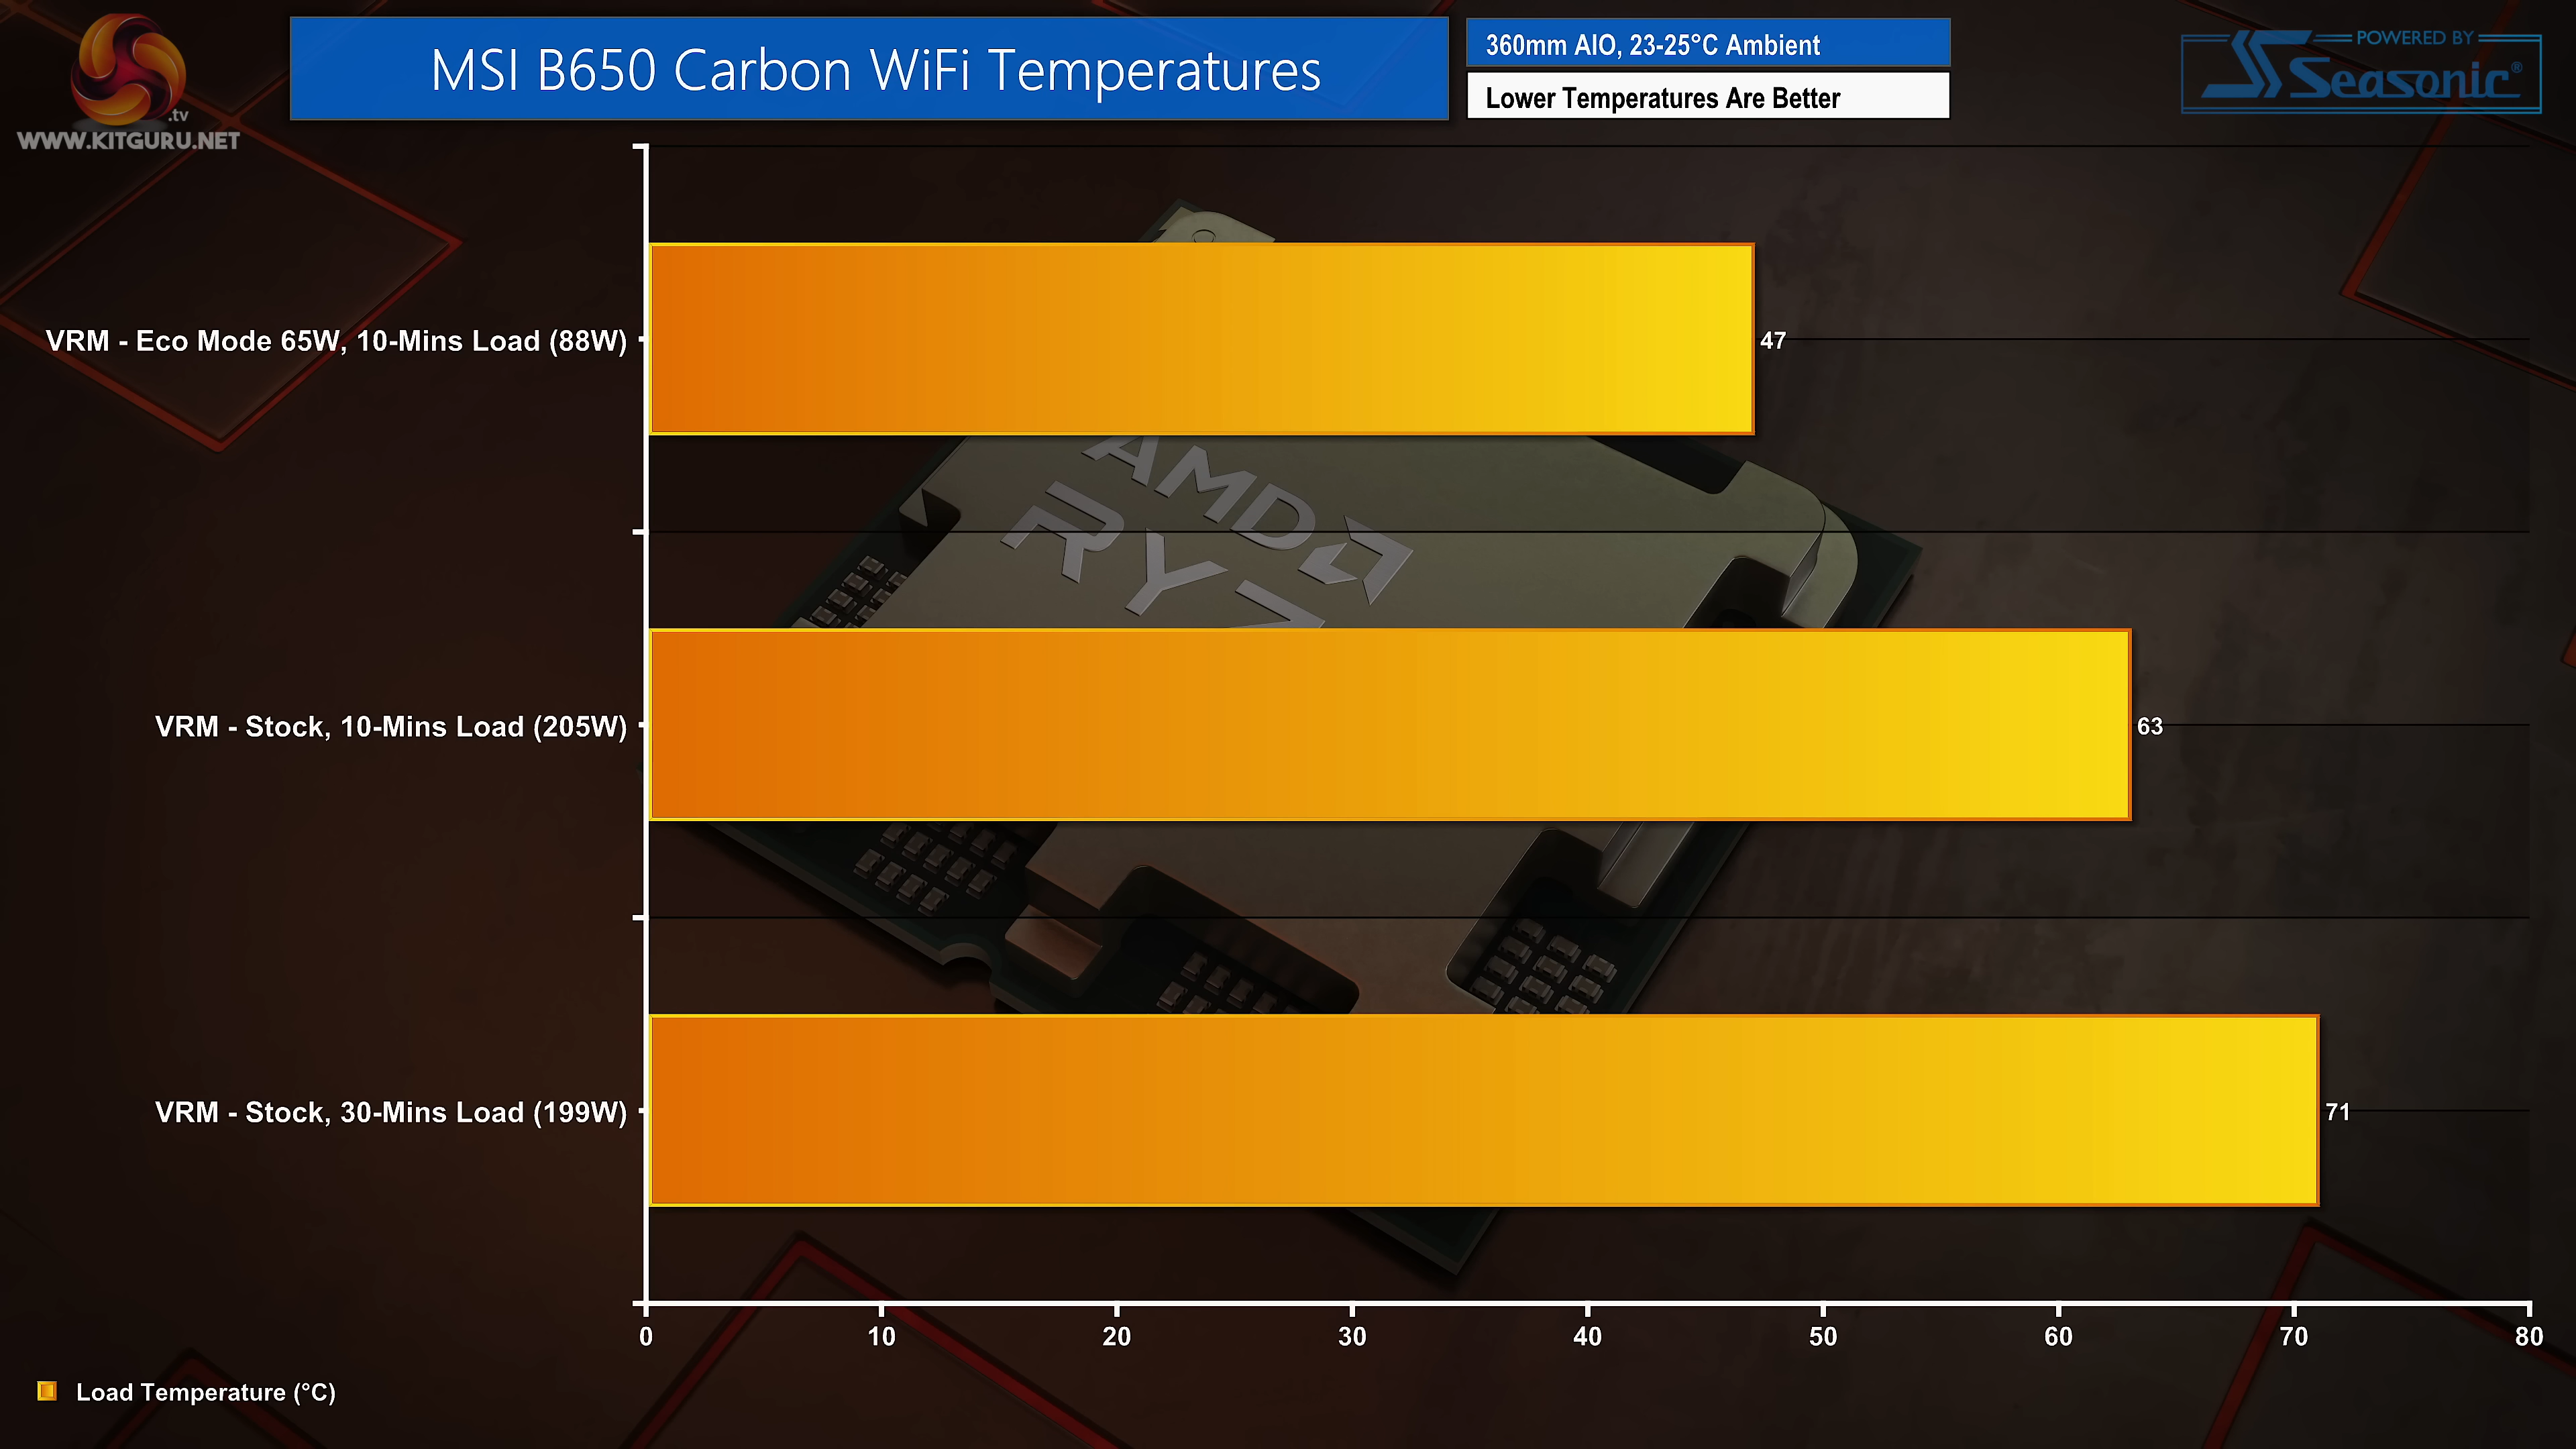 MSI B650 Carbon WiFi Temperatures
360mm AIO, 23-25°C Ambient
Lower Temperatures Are Better
POWERED BY
Seasonic®
.tv
WWW.KITGURU.NET
VRM - Eco Mode 65W, 10-Mins Load (88W)
47
AMD
RYZ
VRM - Stock, 10-Mins Load (205W)
63
VRM - Stock, 30-Mins Load (199W)
71
0 10 20 30 40 50 60 70 80
Load Temperature (°C)